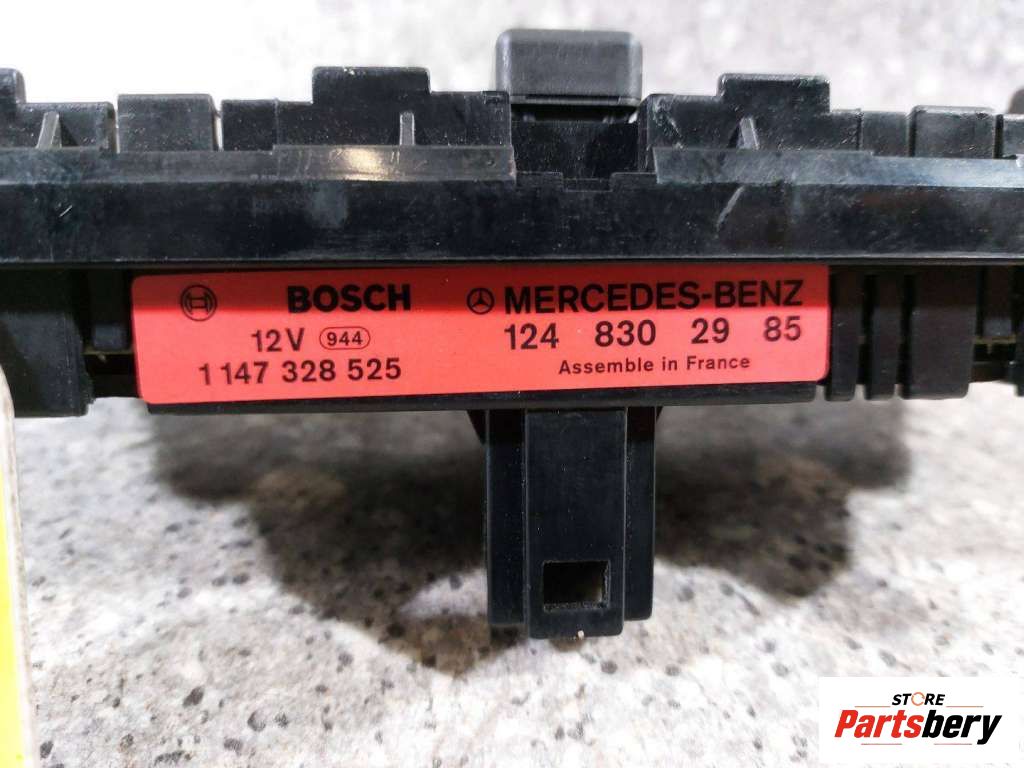 BOSCH
12V 944
1 147 328 525
MERCEDES-BENZ
124 830 29 85
Assemble in France
STORE
Partsbery